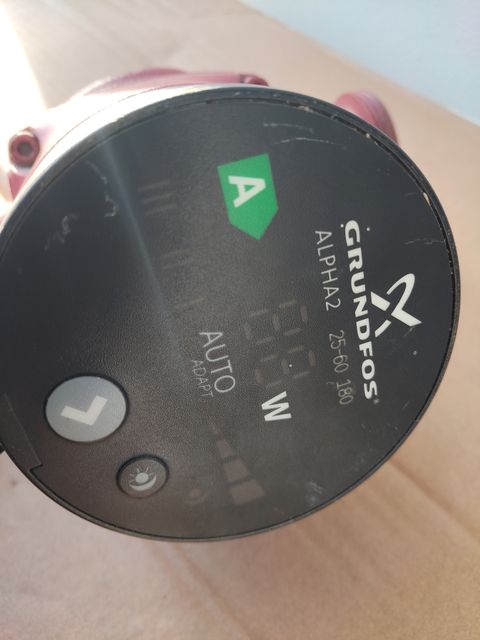 GRUNDFOS®
ALPHA2 25-60 180
A
W
AUTO
ADAPT